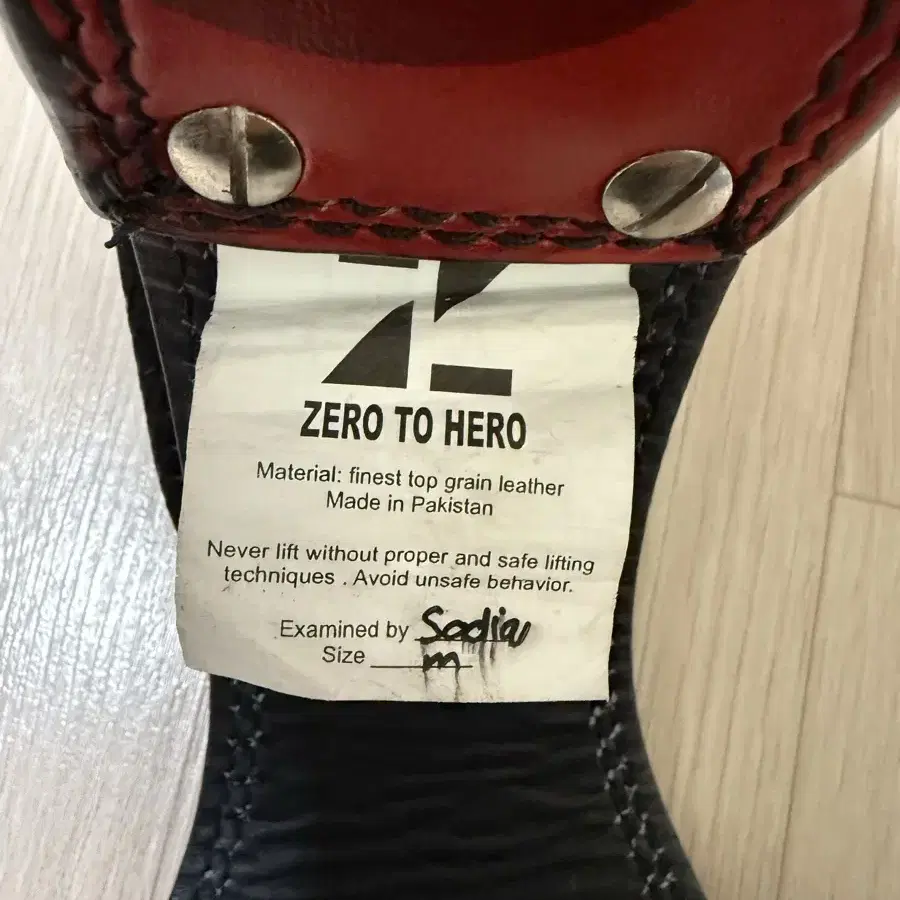 ZERO TO HERO
Material: finest top grain leather
Made in Pakistan
Never lift without proper and safe lifting
techniques . Avoid unsafe behavior.
Examined by Sadia
Size m